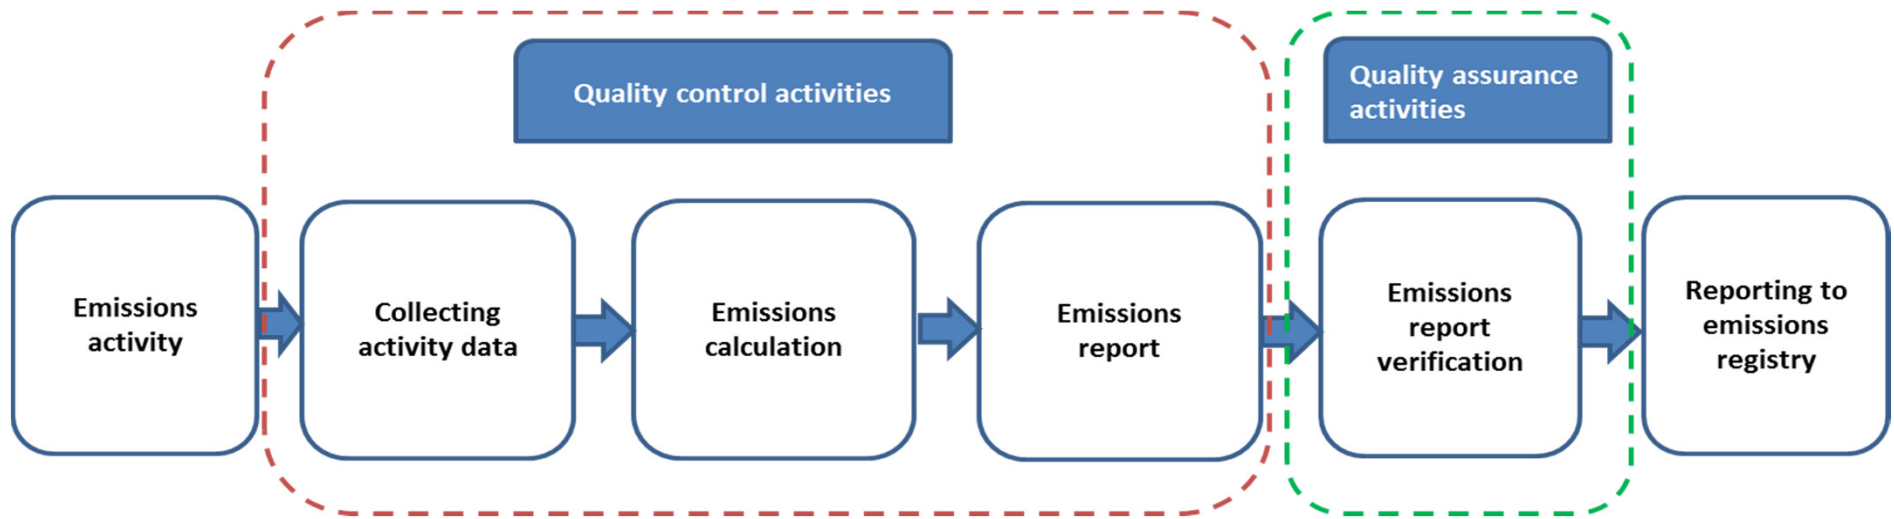 Quality control activities
Quality assurance
activities
Emissions
activity
Collecting
activity data
Emissions
calculation
Emissions
report
Emissions
report
verification
Reporting to
emissions
registry